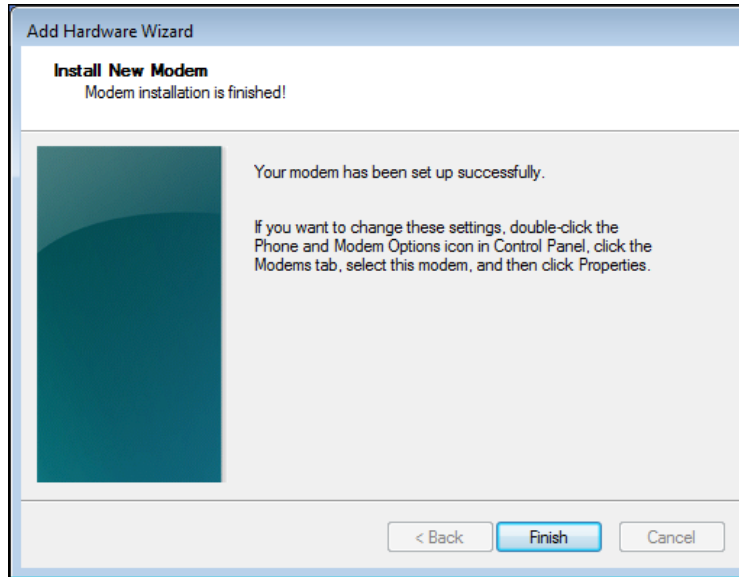 Add Hardware Wizard
Install New Modem
Modem installation is finished!
Your modem has been set up successfully.
If you want to change these settings, double-click the
Phone and Modem Options icon in Control Panel, click the
Modems tab, select this modem, and then click Properties.
< Back Finish Cancel